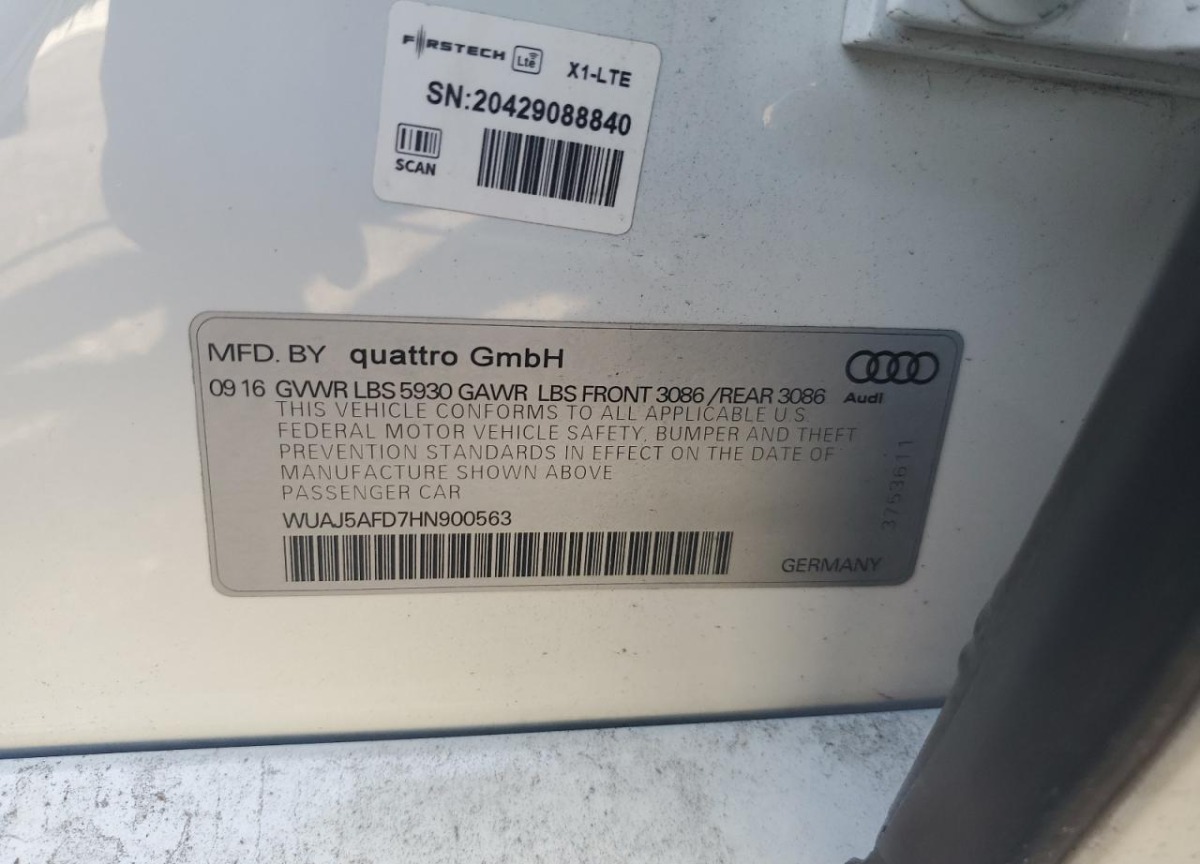 FIRSTECH Lte X1-LTE
SN:20429088840
SCAN
MFD. BY quattro GmbH
09 16 GVWR LBS 5930 GAWR LBS FRONT 3086 /REAR 3086
Audi
THIS VEHICLE CONFORMS TO ALL APPLICABLE U.S.
FEDERAL MOTOR VEHICLE SAFETY, BUMPER AND THEFT
PREVENTION STANDARDS IN EFFECT ON THE DATE OF
MANUFACTURE SHOWN ABOVE
PASSENGER CAR
3753611
WUAJ5AFD7HN900563
GERMANY